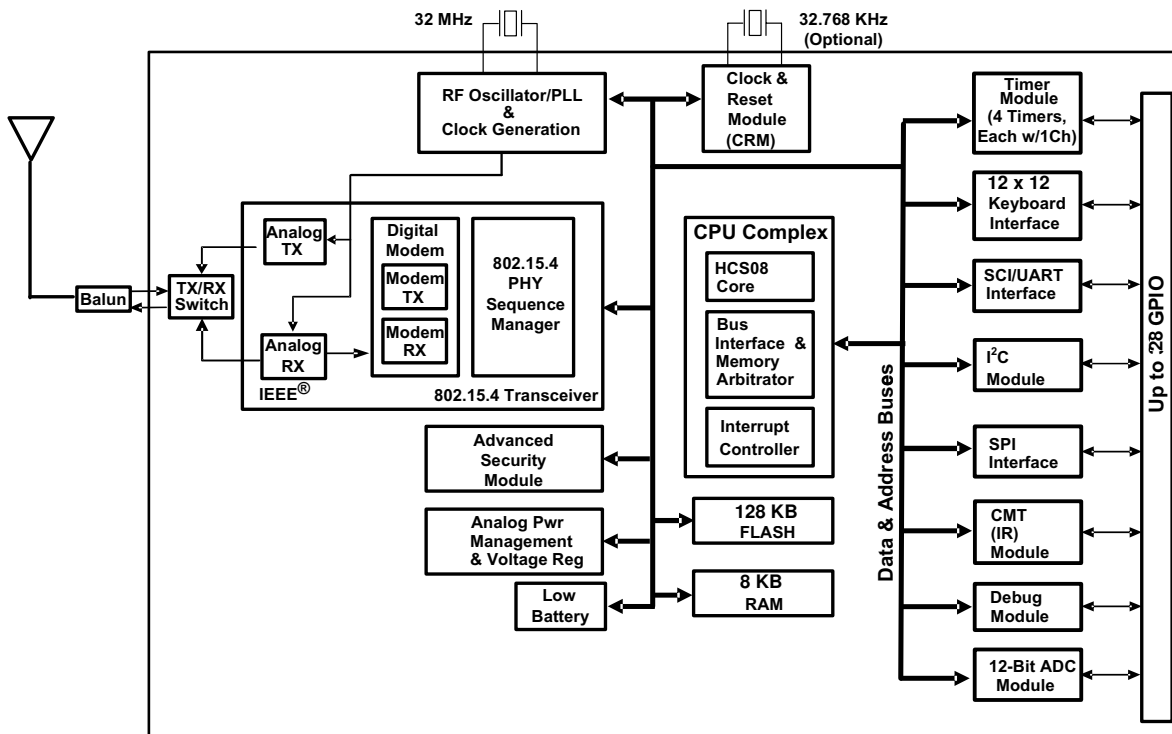 32 MHz
32.768 KHz
(Optional)
RF Oscillator/PLL
&
Clock Generation
Clock &
Reset
Module
(CRM)
Timer
Module
(4 Timers,
Each w/1Ch)
12 x 12
Keyboard
Interface
SCI/UART
Interface
I²C
Module
SPI
Interface
CMT
(IR)
Module
Debug
Module
12-Bit ADC
Module
Up to 28 GPIO
Data & Address Buses
CPU Complex
HCS08
Core
Bus
Interface &
Memory
Arbitrator
Interrupt
Controller
128 KB
FLASH
8 KB
RAM
Balun
TX/RX
Switch
Analog
TX
Analog
RX
Digital
Modem
Modem
TX
Modem
RX
802.15.4
PHY
Sequence
Manager
IEEE®
802.15.4 Transceiver
Advanced
Security
Module
Analog Pwr
Management
& Voltage Reg
Low
Battery